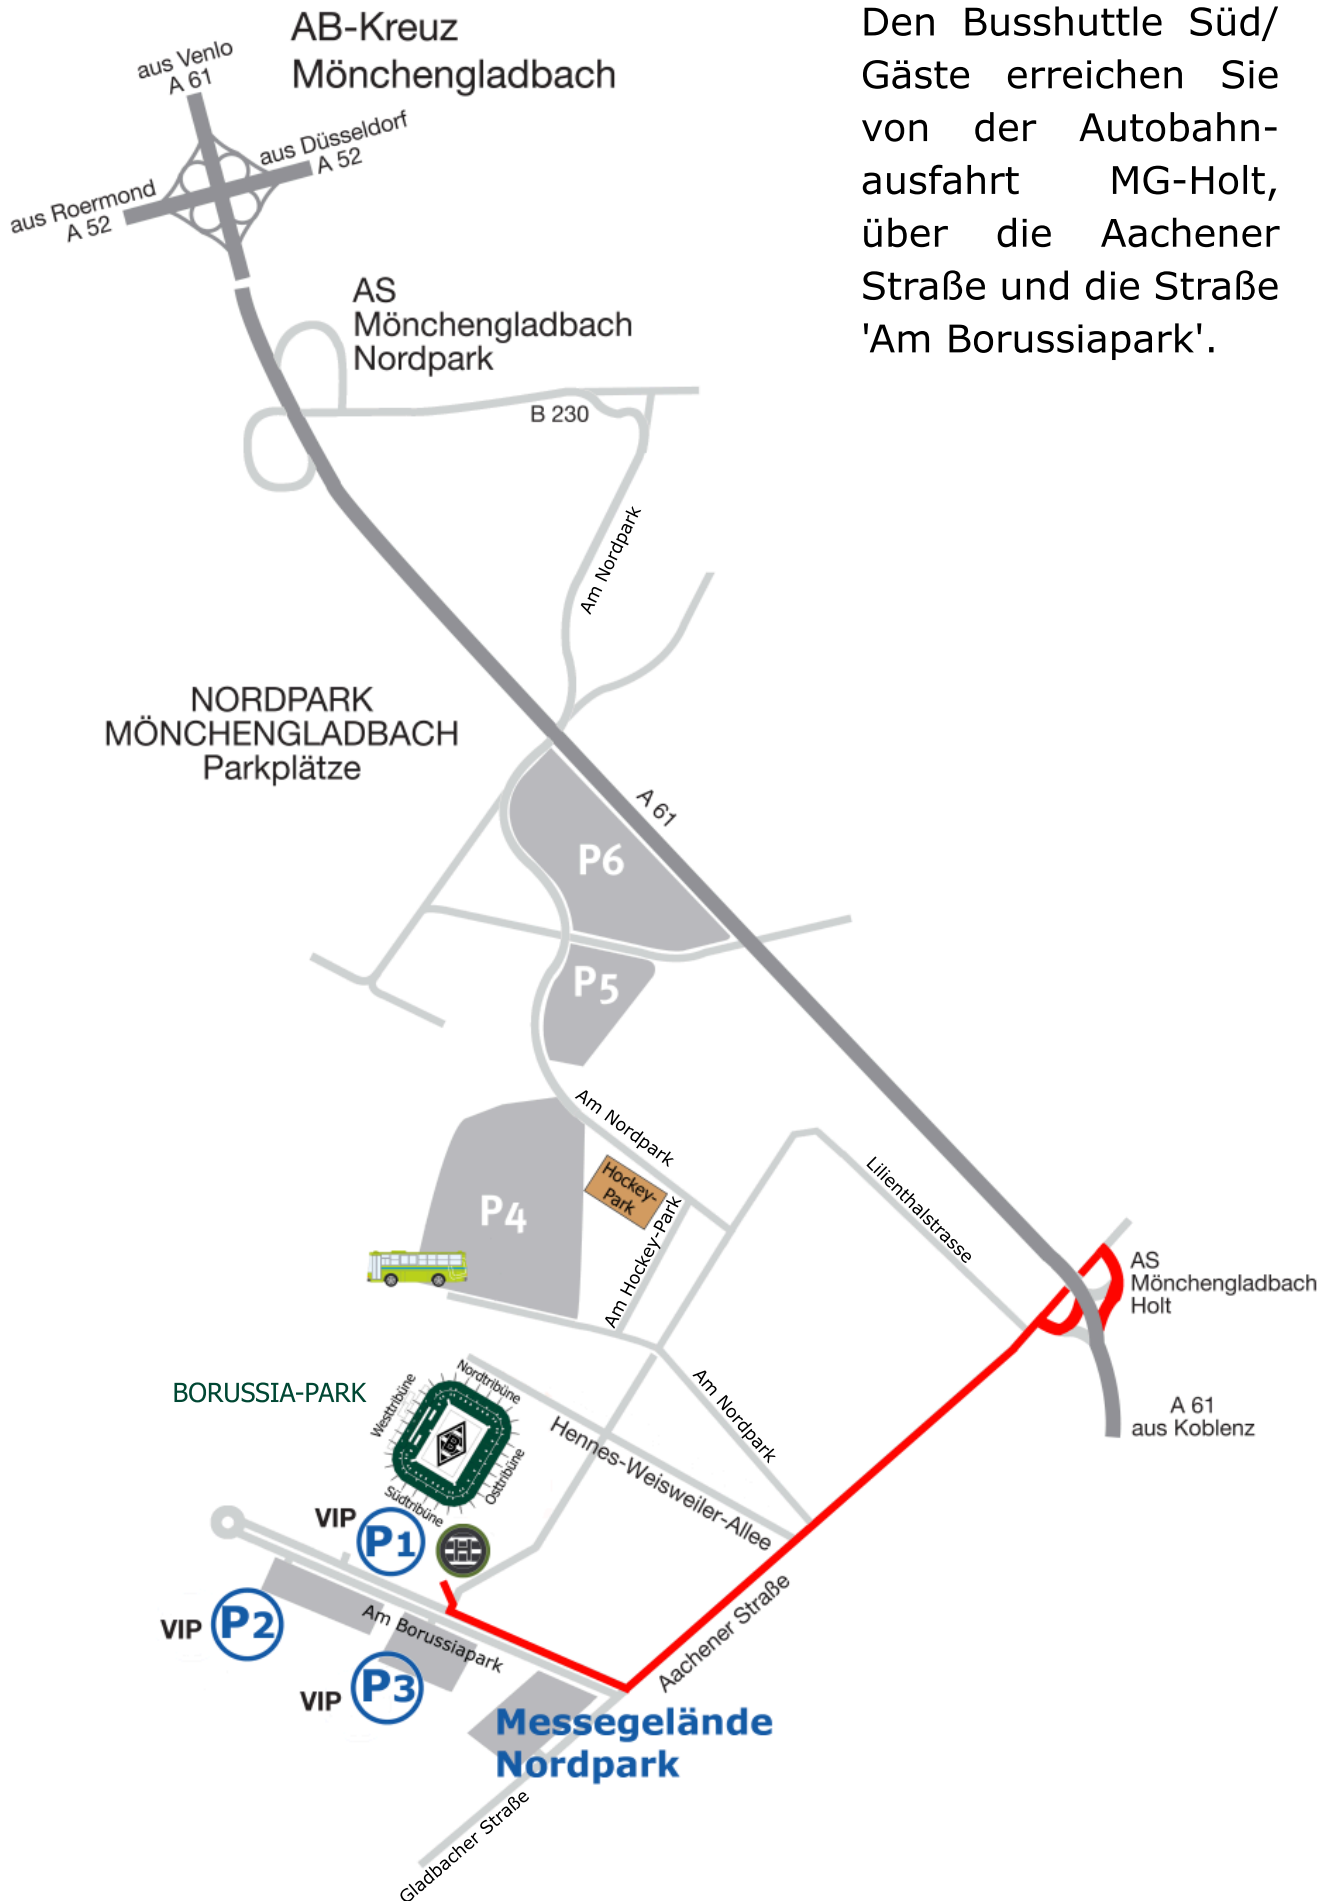 AB-Kreuz
Mönchengladbach
Den Busshuttle Süd/
Gäste erreichen Sie
von der Autobahn-
ausfahrt MG-Holt,
über die Aachener
Straße und die Straße
'Am Borussiapark'.
aus Venlo
A 61
aus Düsseldorf
A 52
aus Roermond
A 52
AS
Mönchengladbach
Nordpark
B 230
Am Nordpark
NORDPARK
MÖNCHENGLADBACH
Parkplätze
A 61
P6
P5
Am Nordpark
Hockey-
Park
P4
Am Hockey-Park
Lilienthalstrasse
AS
Mönchengladbach
Holt
A 61
aus Koblenz
BORUSSIA-PARK
Nordtribüne
Westtribüne
Osttribüne
Südtribüne
Am Nordpark
Hennes-Weisweiler-Allee
VIP
P1
VIP
P2
Am Borussiapark
VIP
P3
Aachener Straße
Messegelände
Nordpark
Gladbacher Straße